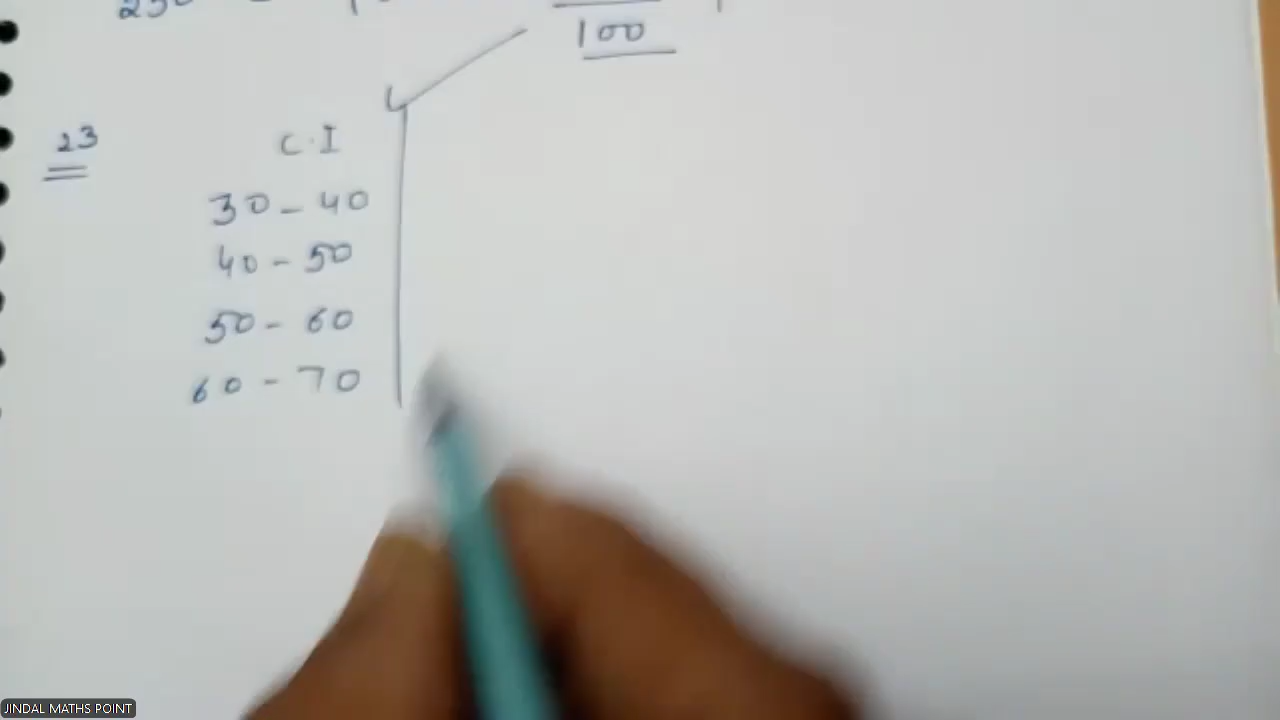 100
23
C.I
30 - 40
40 - 50
50 - 60
60 - 70
JINDAL MATHS POINT